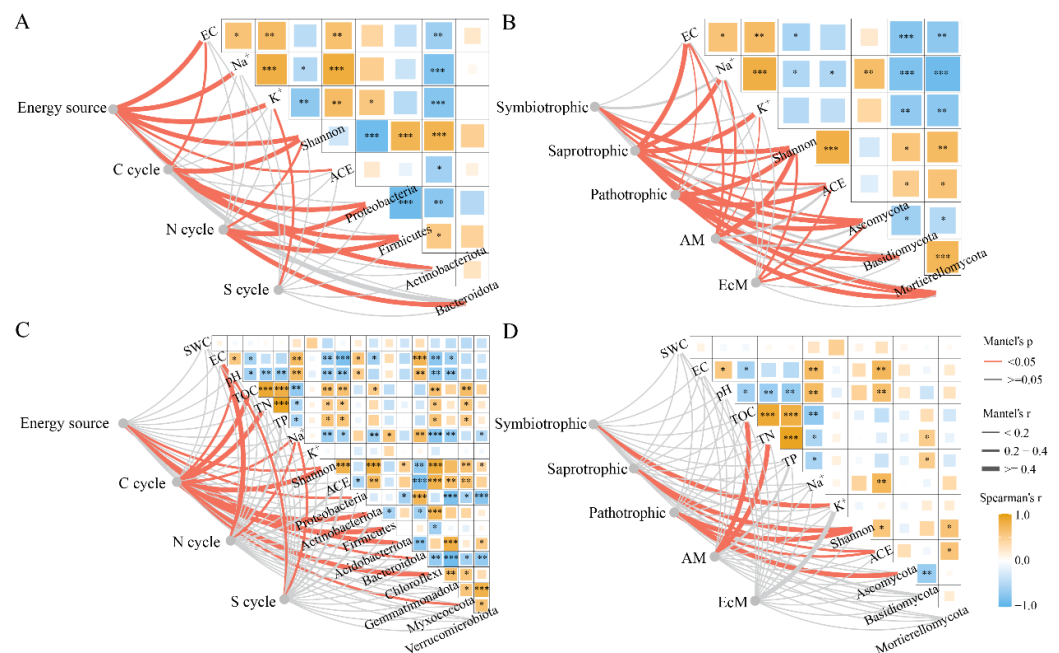 A
EC
Na+
K+
Shannon
ACE
Proteobacteria
Firmicutes
Actinobacteriota
Bacteroidota
Energy source
C cycle
N cycle
S cycle
B
EC
Na+
K+
Shannon
ACE
Ascomycota
Basidiomycota
Mortierellomycota
Symbiotrophic
Saprotrophic
Pathotrophic
AM
EcM
C
SWC
EC
pH
TOC
TN
TP
Na+
K+
Shannon
ACE
Proteobacteria
Actinobacteriota
Firmicutes
Acidobacteriota
Bacteroidota
Chloroflexi
Gemmatimonadota
Myxococcota
Verrucomicrobiota
Energy source
C cycle
N cycle
S cycle
D
SWC
EC
pH
TOC
TN
TP
Na+
K+
Shannon
ACE
Ascomycota
Basidiomycota
Mortierellomycota
Symbiotrophic
Saprotrophic
Pathotrophic
AM
EcM
Mantel's p
<0.05
>=0.05
Mantel's r
< 0.2
0.2 – 0.4
>= 0.4
Spearman's r
1.0
0.0
−1.0